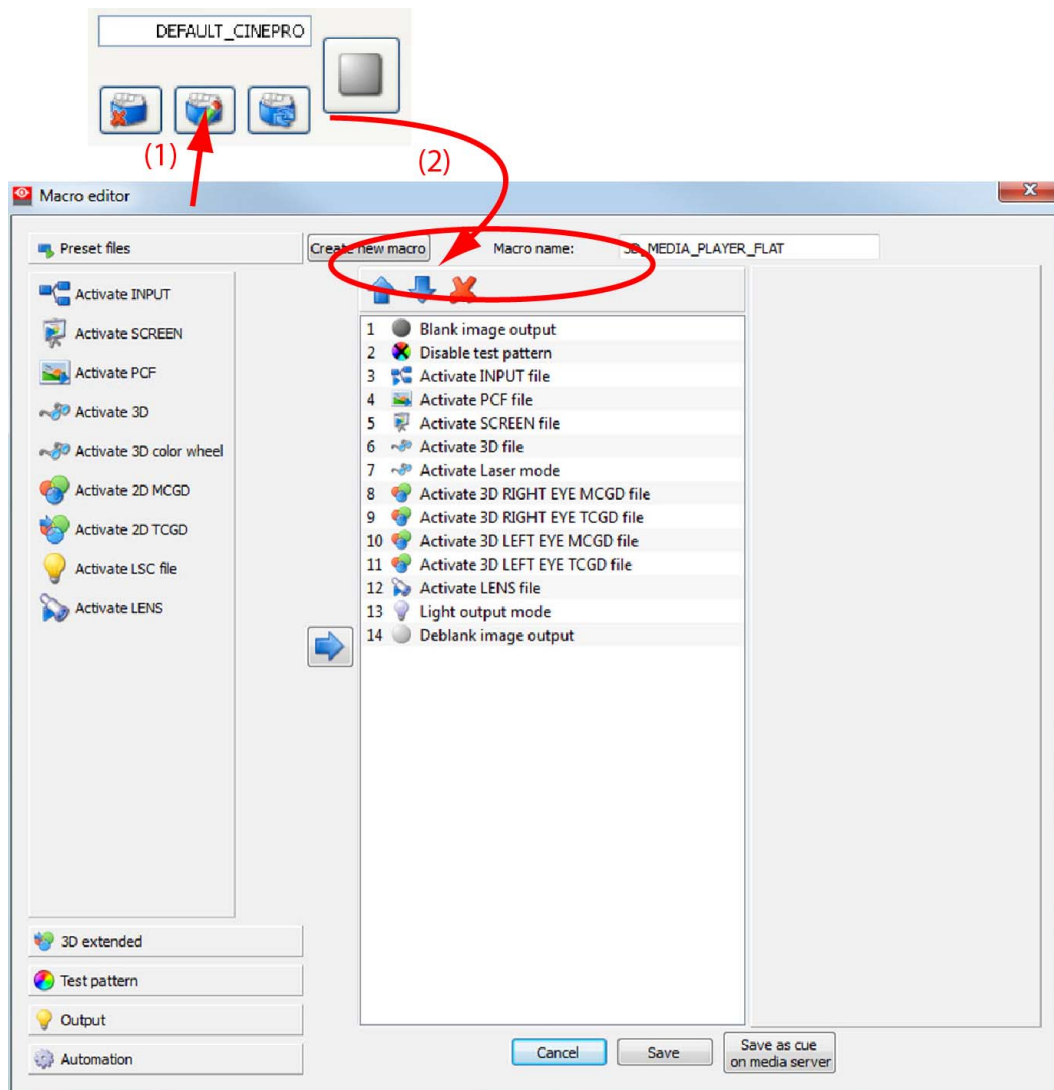 DEFAULT_CINEPRO
(1)
(2)
Macro editor
Preset files
Create new macro
Macro name:
3D_MEDIA_PLAYER_FLAT
Activate INPUT
Activate SCREEN
Activate PCF
Activate 3D
Activate 3D color wheel
Activate 2D MCGD
Activate 2D TCGD
Activate LSC file
Activate LENS
1 Blank image output
2 Disable test pattern
3 Activate INPUT file
4 Activate PCF file
5 Activate SCREEN file
6 Activate 3D file
7 Activate Laser mode
8 Activate 3D RIGHT EYE MCGD file
9 Activate 3D RIGHT EYE TCGD file
10 Activate 3D LEFT EYE MCGD file
11 Activate 3D LEFT EYE TCGD file
12 Activate LENS file
13 Light output mode
14 Deblank image output
3D extended
Test pattern
Output
Automation
Cancel
Save
Save as cue
on media server